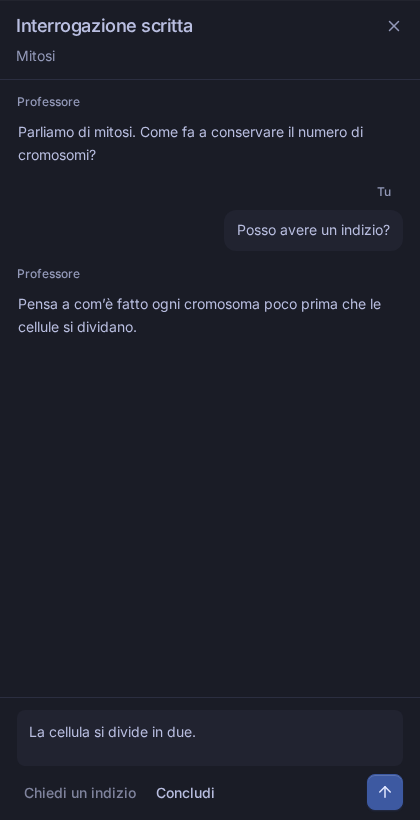 Interrogazione scritta
Mitosi
Professore
Parliamo di mitosi. Come fa a conservare il numero di
cromosomi?
Tu
Posso avere un indizio?
Professore
Pensa a com’è fatto ogni cromosoma poco prima che le
cellule si dividano.
La cellula si divide in due.
Chiedi un indizio Concludi